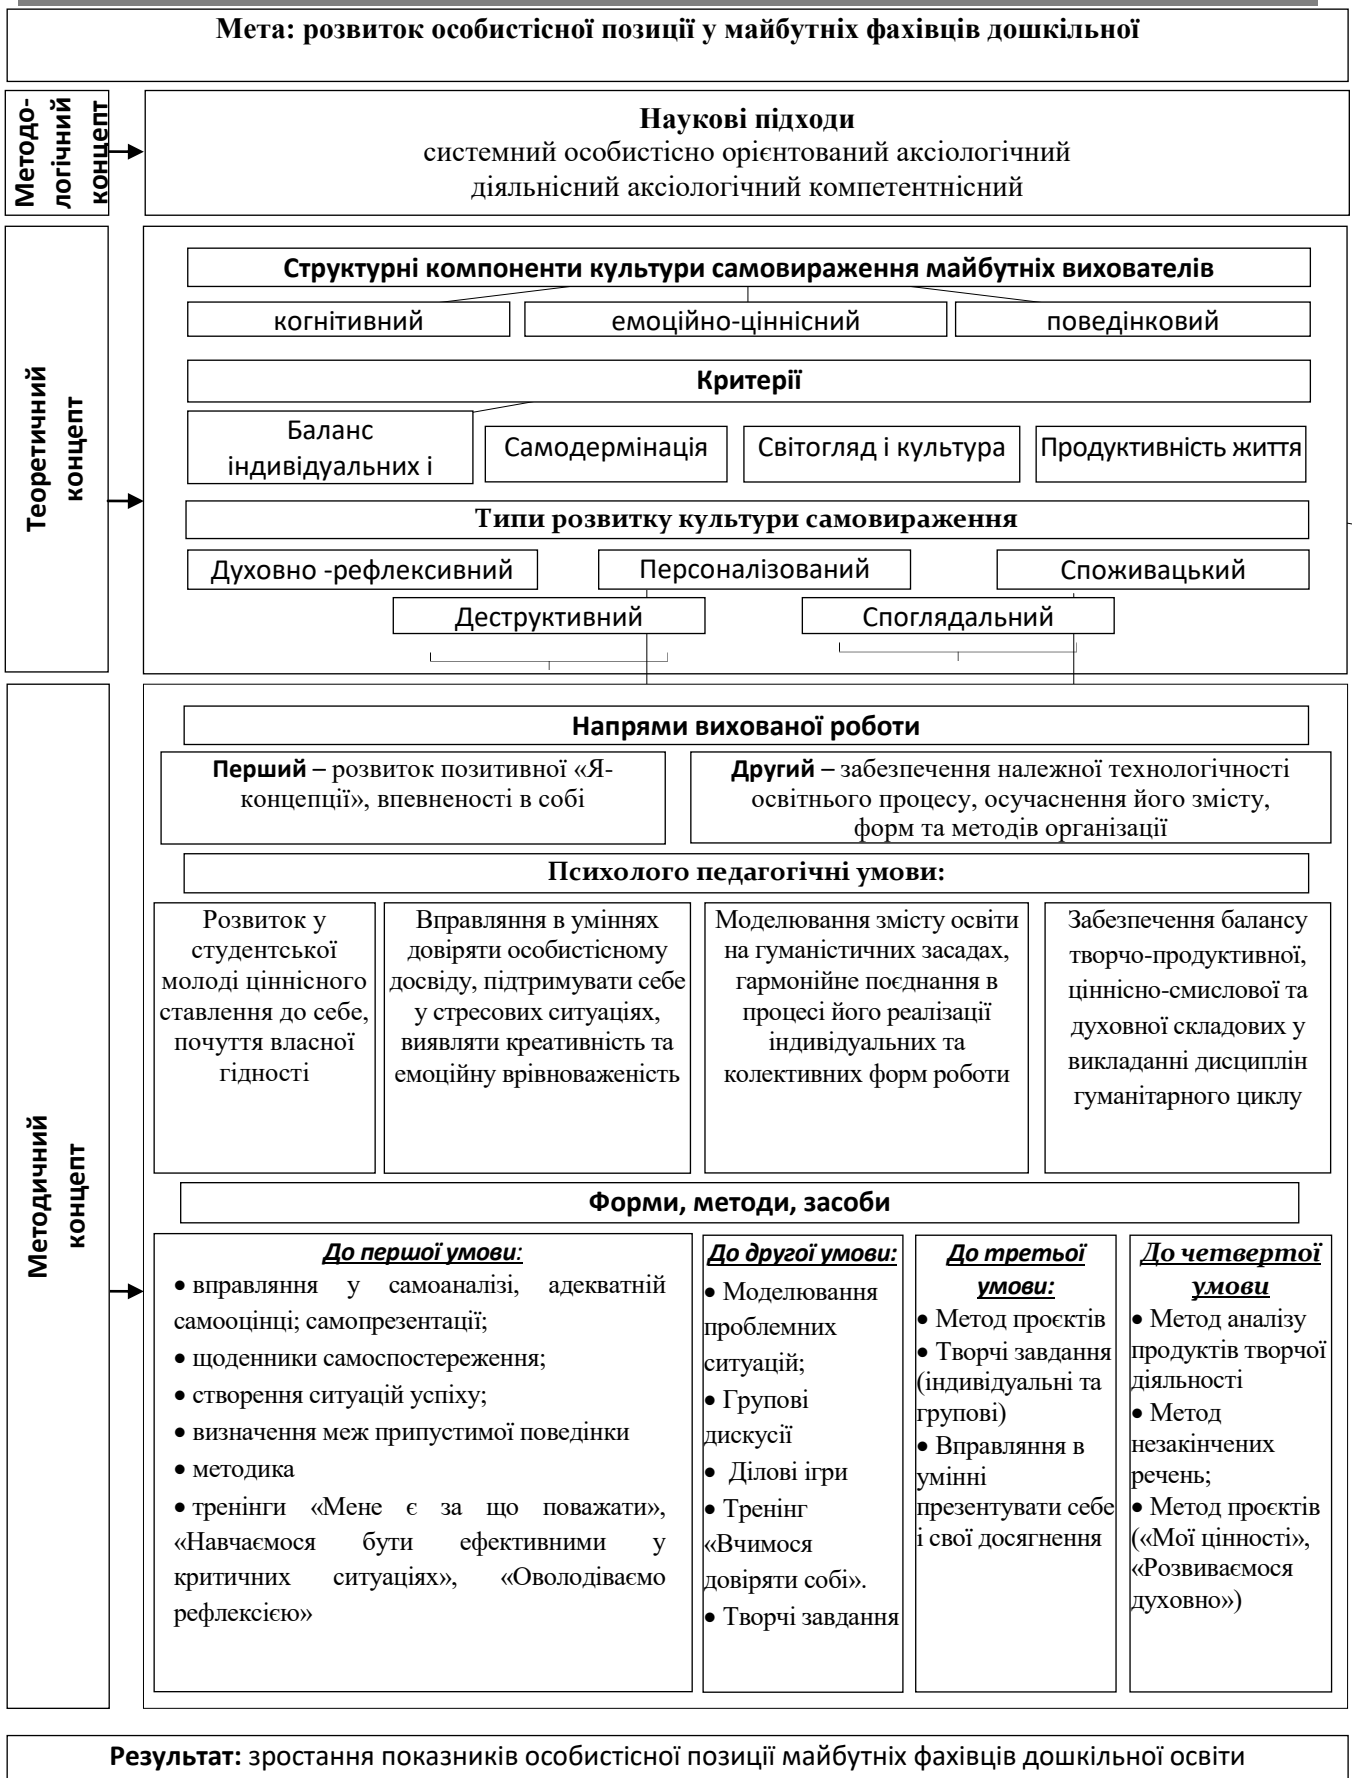 Мета: розвиток особистісної позиції у майбутніх фахівців дошкільної
Методо-
логічний
концепт
Наукові підходи
системний особистісно орієнтований аксіологічний
діяльнісний аксіологічний компетентнісний
Теоретичний
концепт
Структурні компоненти культури самовираження майбутніх вихователів
когнітивний
емоційно-ціннісний
поведінковий
Критерії
Баланс
індивідуальних і
Самодермінація
Світогляд і культура
Продуктивність життя
Типи розвитку культури самовираження
Духовно -рефлексивний
Персоналізований
Споживацький
Деструктивний
Споглядальний
Методичний
концепт
Напрями вихованої роботи
Перший – розвиток позитивної «Я-
концепції», впевненості в собі
Другий – забезпечення належної технологічності
освітнього процесу, осучаснення його змісту,
форм та методів організації
Психолого педагогічні умови:
Розвиток у
студентської
молоді ціннісного
ставлення до себе,
почуття власної
гідності
Вправляння в уміннях
довіряти особистісному
досвіду, підтримувати себе
у стресових ситуаціях,
виявляти креативність та
емоційну врівноваженість
Моделювання змісту освіти
на гуманістичних засадах,
гармонійне поєднання в
процесі його реалізації
індивідуальних та
колективних форм роботи
Забезпечення балансу
творчо-продуктивної,
ціннісно-смислової та
духовної складових у
викладанні дисциплін
гуманітарного циклу
Форми, методи, засоби
До першої умови:
• вправляння у самоаналізі, адекватній
самооцінці; самопрезентації;
• щоденники самоспостереження;
• створення ситуацій успіху;
• визначення меж припустимої поведінки
• методика
• тренінги «Мене є за що поважати»,
«Навчаємося бути ефективними у
критичних ситуаціях», «Оволодіваємо
рефлексією»
До другої умови:
• Моделювання
проблемних
ситуацій;
• Групові
дискусії
• Ділові ігри
• Тренінг
«Вчимося
довіряти собі».
• Творчі завдання
До третьої
умови:
• Метод проєктів
• Творчі завдання
(індивідуальні та
групові)
• Вправляння в
умінні
презентувати себе
і свої досягнення
До четвертої
умови
• Метод аналізу
продуктів творчої
діяльності
• Метод
незакінчених
речень;
• Метод проєктів
(«Мої цінності»,
«Розвиваємося
духовно»)
Результат: зростання показників особистісної позиції майбутніх фахівців дошкільної освіти